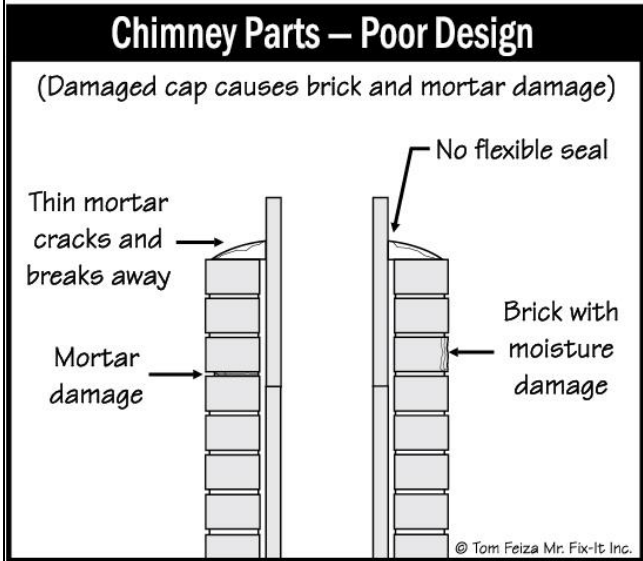 Chimney Parts – Poor Design
(Damaged cap causes brick and mortar damage)
No flexible seal
Thin mortar
cracks and
breaks away
Brick with
moisture
damage
Mortar
damage
© Tom Feiza Mr. Fix-It Inc.